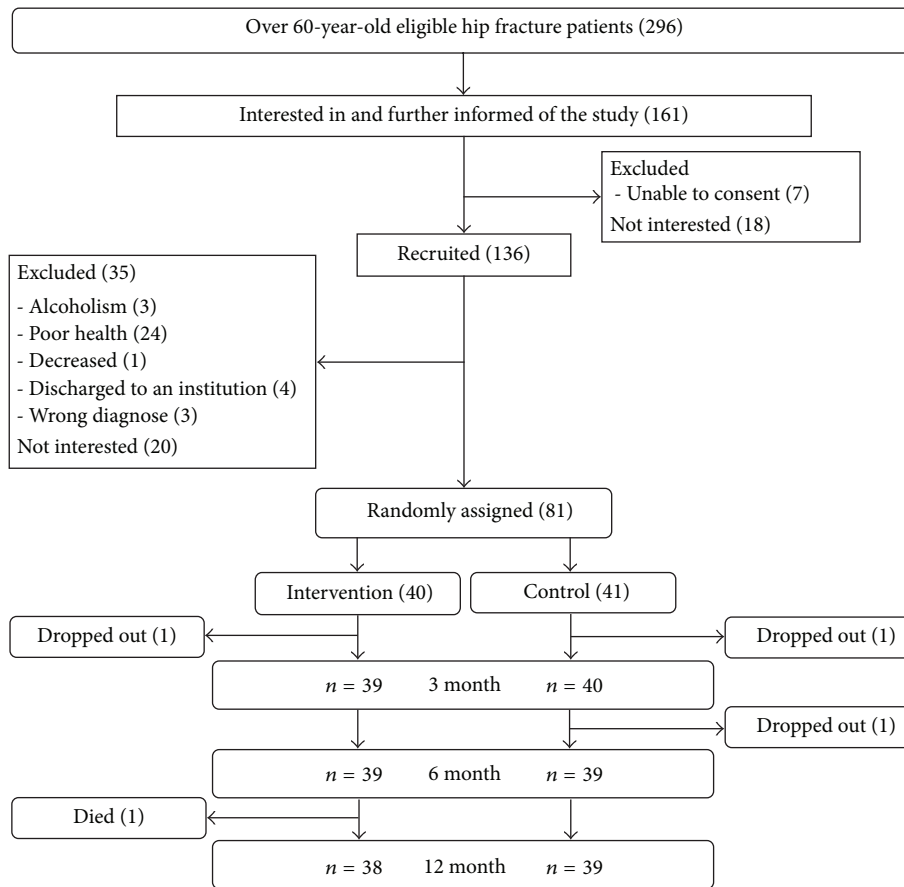 Over 60-year-old eligible hip fracture patients (296)
Interested in and further informed of the study (161)
Excluded
- Unable to consent (7)
Not interested (18)
Recruited (136)
Excluded (35)
- Alcoholism (3)
- Poor health (24)
- Decreased (1)
- Discharged to an institution (4)
- Wrong diagnose (3)
Not interested (20)
Randomly assigned (81)
Intervention (40)
Control (41)
Dropped out (1)
Dropped out (1)
n = 39 3 month n = 40
Dropped out (1)
n = 39 6 month n = 39
Died (1)
n = 38 12 month n = 39